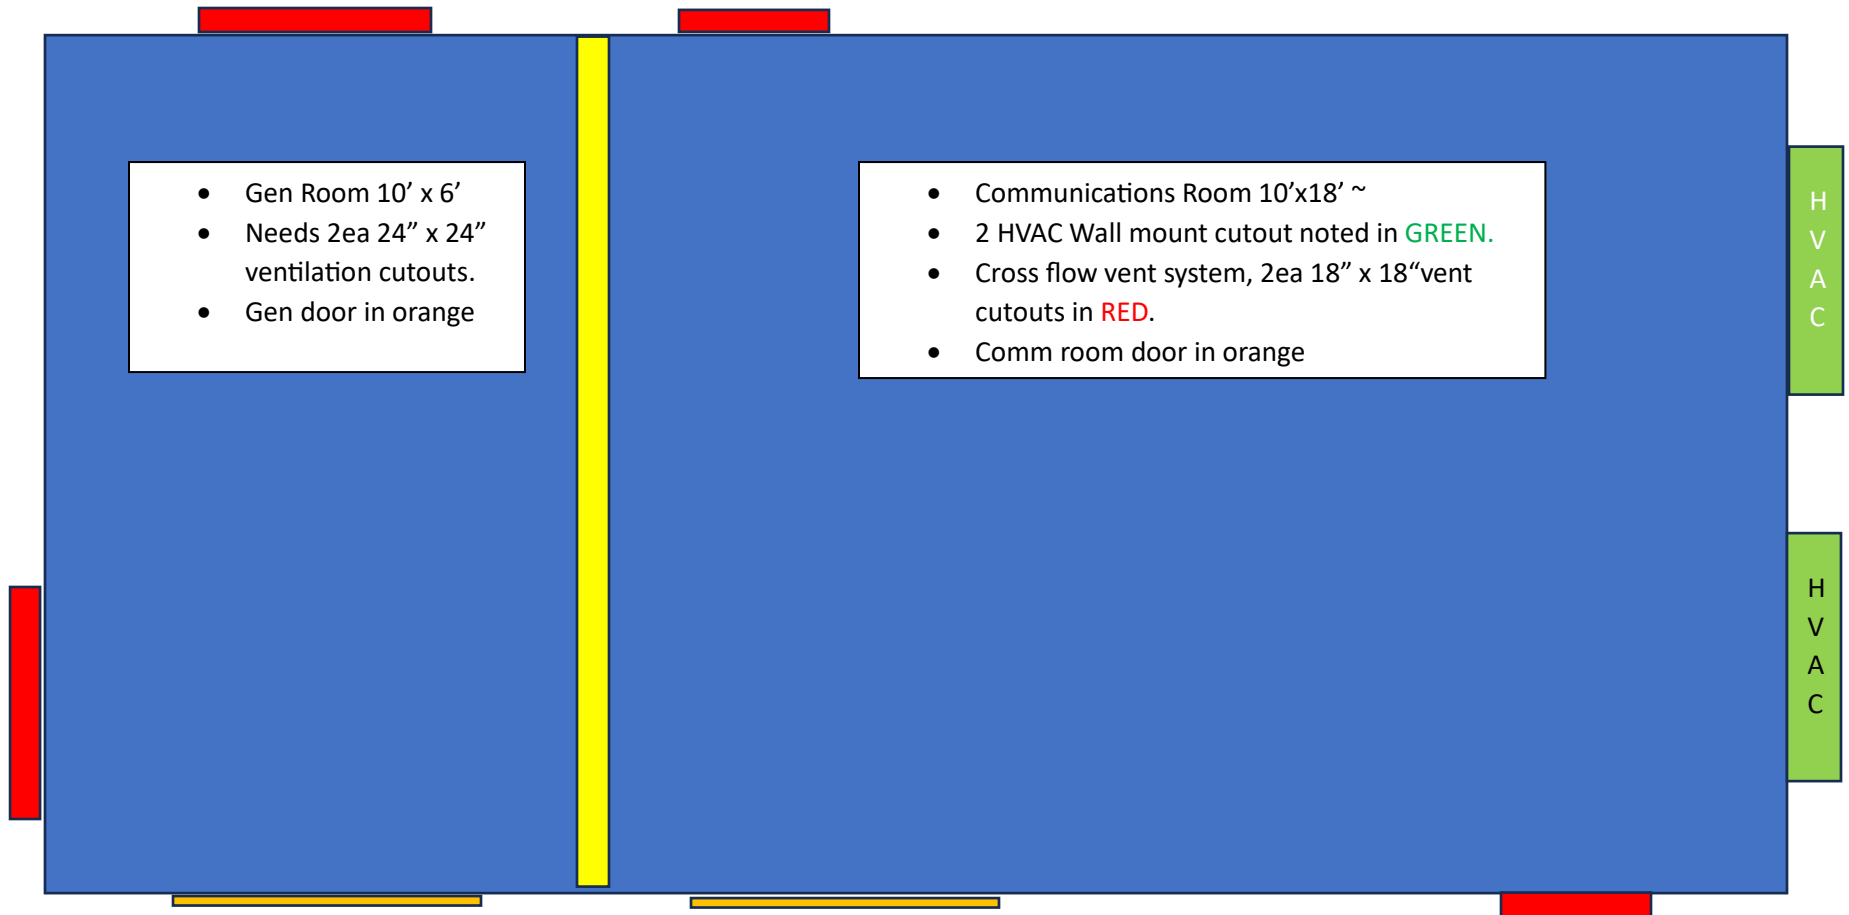 • Gen Room 10’ x 6’
• Needs 2ea 24” x 24”
ventilation cutouts.
• Gen door in orange
• Communications Room 10’x18’ ~
• 2 HVAC Wall mount cutout noted in GREEN.
• Cross flow vent system, 2ea 18” x 18“vent
cutouts in RED.
• Comm room door in orange
H
V
A
C
H
V
A
C